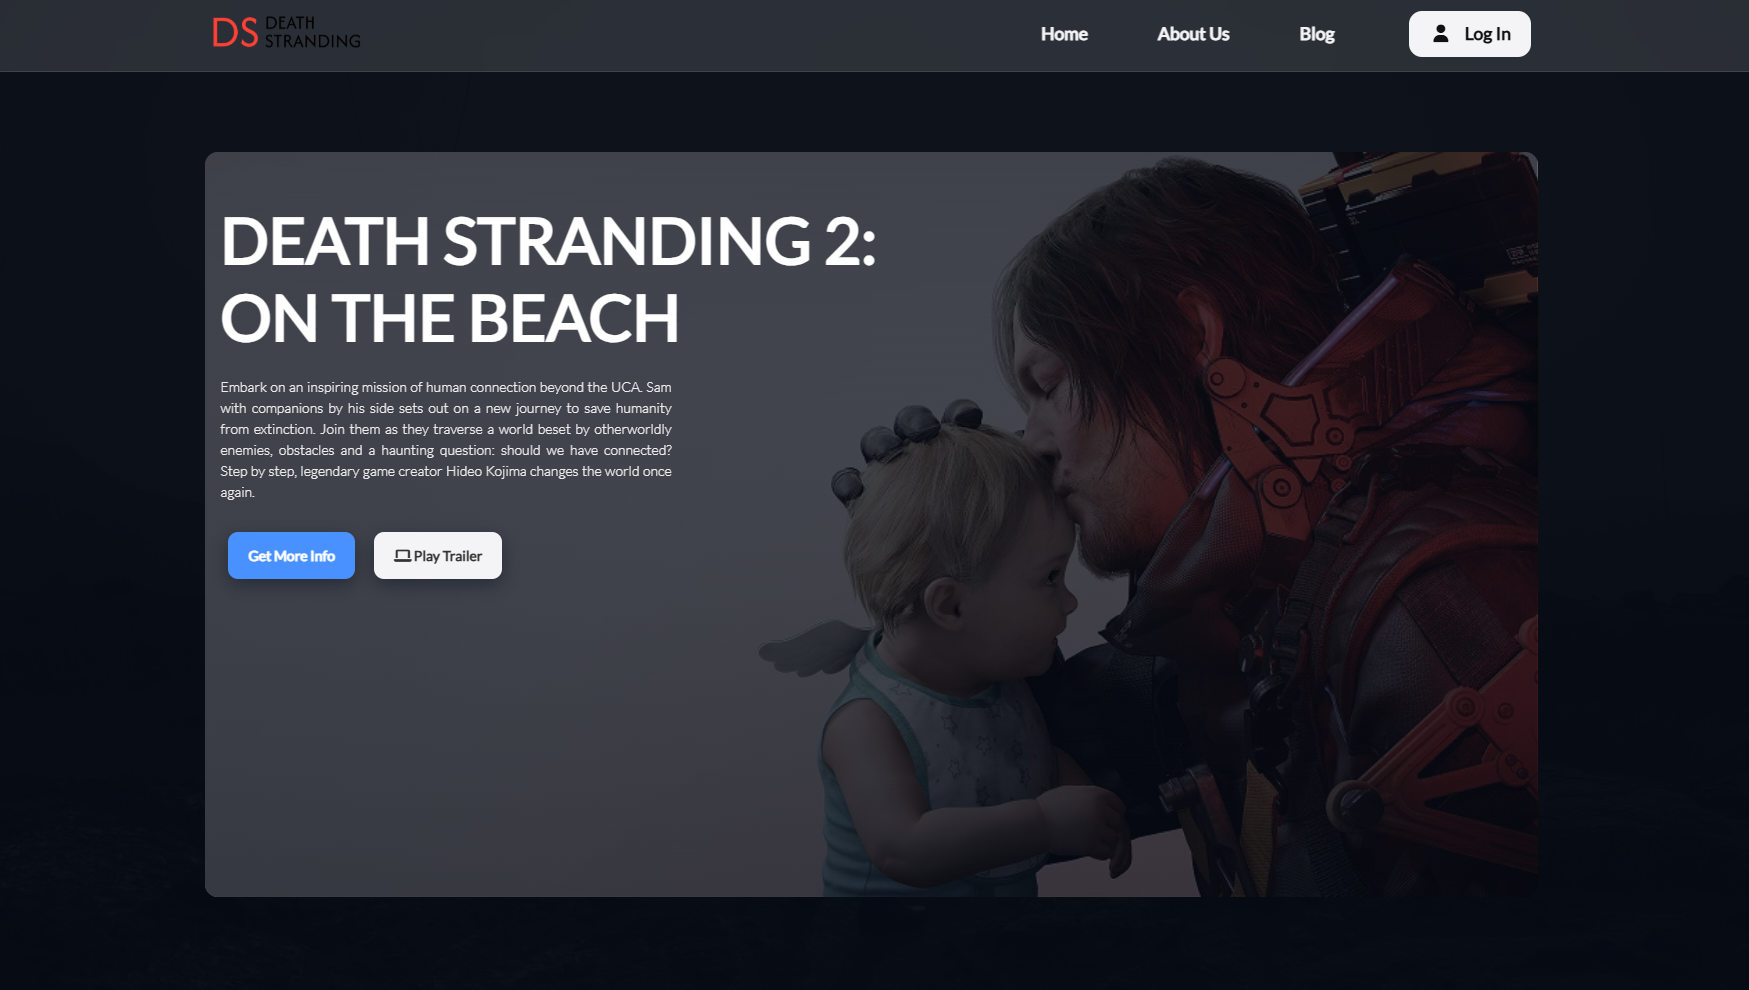 DS DEATH
STRANDING
Home About Us Blog Log In
DEATH STRANDING 2:
ON THE BEACH
Embark on an inspiring mission of human connection beyond the UCA. Sam
with companions by his side sets out on a new journey to save humanity
from extinction. Join them as they traverse a world beset by otherworldly
enemies, obstacles and a haunting question: should we have connected?
Step by step, legendary game creator Hideo Kojima changes the world once
again.
Get More Info Play Trailer